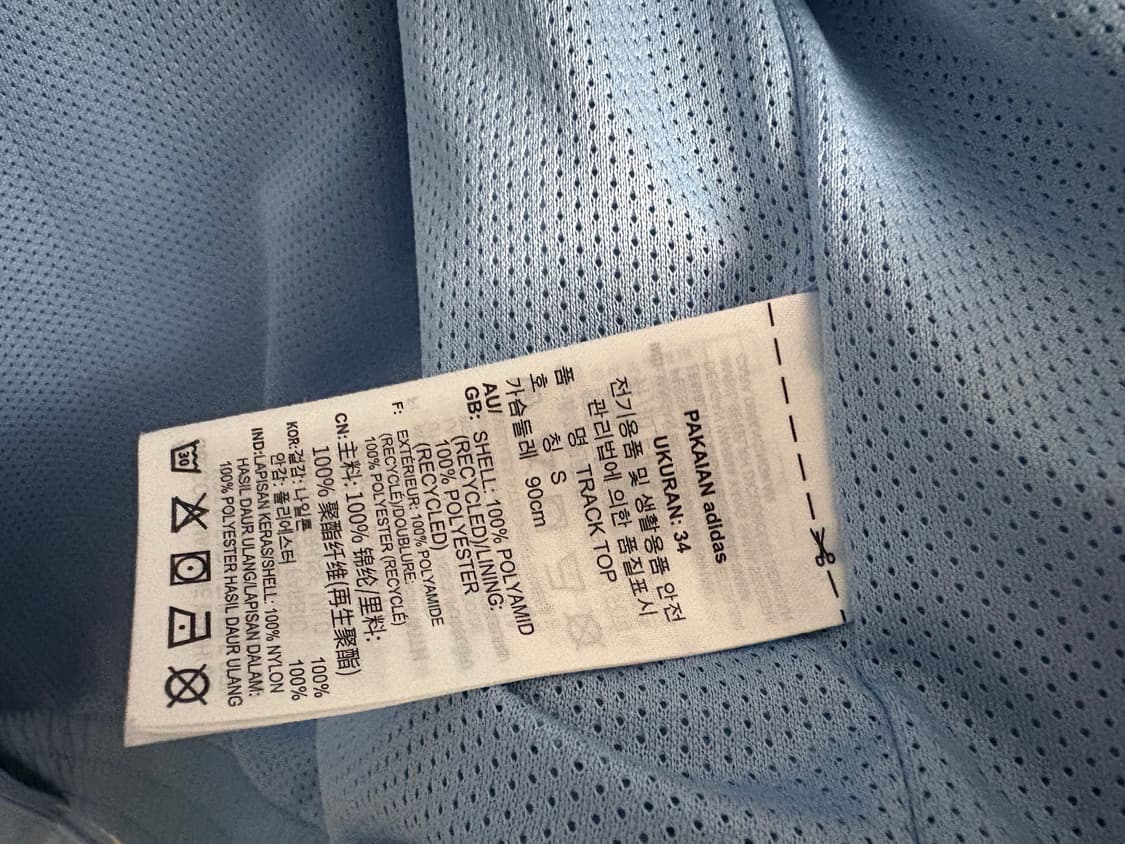 PAKAIAN adidas
UKURAN: 34
전기용품 및 생활용품 안전
관리법에 의한 품질표시
품 명 TRACK TOP
호 칭 S
가슴둘레 90cm
AU/
GB: SHELL: 100% POLYAMID
(RECYCLED)/LINING:
100% POLYESTER
(RECYCLED)
F: EXTÉRIEUR: 100% POLYAMIDE
(RECYCLÉ)/DOUBLURE:
100% POLYESTER (RECYCLÉ)
CN: 主料: 100% 锦纶/里料:
100% 聚酯纤维(再生聚酯)
KOR:겉감: 나일론 100%
안감: 폴리에스터 100%
IND:LAPISAN KERAS/SHELL: 100% NYLON
HASIL DAUR ULANG/LAPISAN DALAM:
100% POLYESTER HASIL DAUR ULANG
30